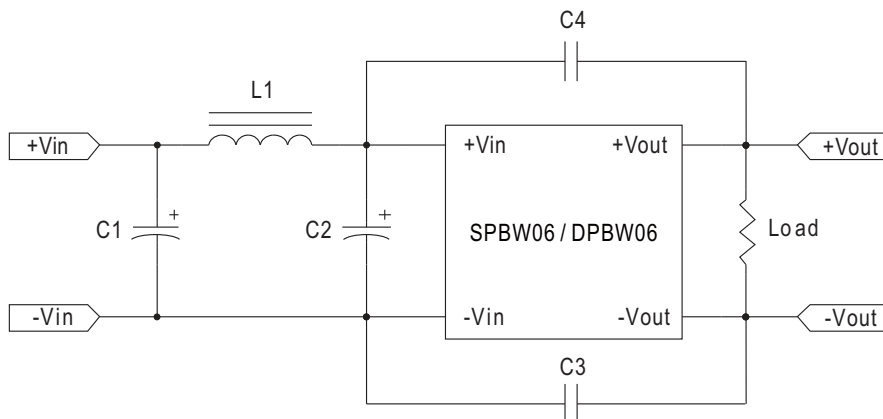 C4
L1
+Vin
+Vin
+Vout
+Vout
C1
+
C2
+
SPBW06 / DPBW06
Load
-Vin
-Vin
-Vout
-Vout
C3